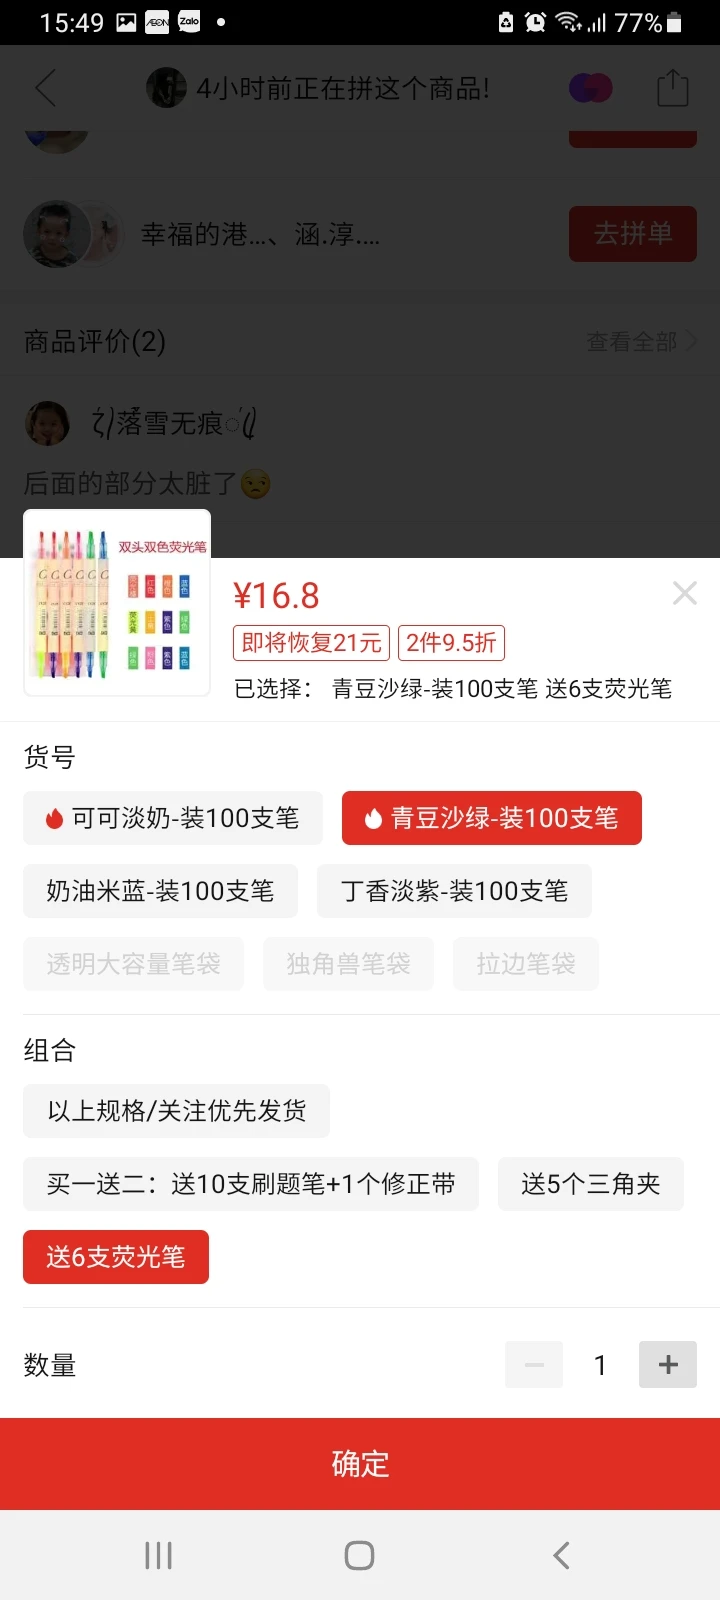 15:49 AEON Zalo 77%
4小时前正在拼这个商品!
幸福的港...、涵.淳.... 去拼单
商品评价(2) 查看全部
落雪无痕
后面的部分太脏了😒
双头双色荧光笔
¥16.8
即将恢复21元 2件9.5折
已选择： 青豆沙绿-装100支笔 送6支荧光笔
货号
可可淡奶-装100支笔 青豆沙绿-装100支笔
奶油米蓝-装100支笔 丁香淡紫-装100支笔
透明大容量笔袋 独角兽笔袋 拉边笔袋
组合
以上规格/关注优先发货
买一送二：送10支刷题笔+1个修正带 送5个三角夹
送6支荧光笔
数量 1
确定